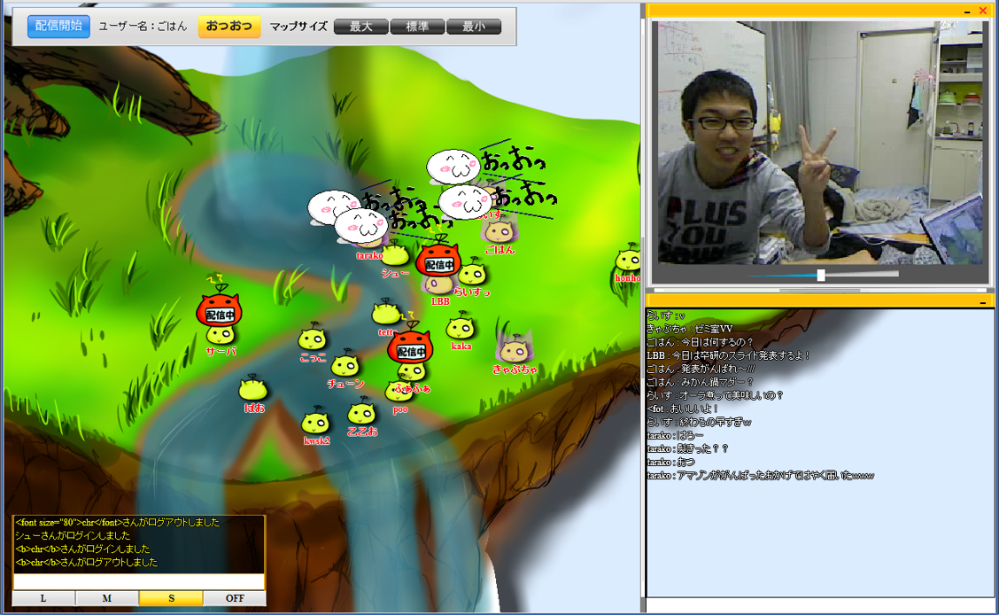 配信開始 ユーザー名：ごはん おっおっ マップサイズ 最大 標準 最小
おっおっ
おっおっ
おっおっ
おっおっ
ごはん
tarako
シュー
配信中
らいすっ
LBB
honho
配信中
サーバ
tett
kaka
こっこ
配信中
きゃぷちゃ
チューン
ふぁふぁ
ぽお
poo
乙乙お
kwsk2
<font size="80">chr</font>さんがログアウトしました
シューさんがログインしました
<b>chr</b>さんがログインしました
<b>chr</b>さんがログアウトしました
L M S OFF
PLUS
YOU
らいす : v
きゃぷちゃ : ゼミ室VV
ごはん : 今日は何するの？
LBB : 今日は卒研のスライド発表するよ！
ごはん : 発表がんばれ～///
ごはん : みかん鍋マダー？
らいす : オーラ煮って美味しいの？
<fot : おいしいよ！
らいす : 終わるの早すぎｗ
tarako : はろー
tarako : 髪きった？？
tarako : おつ
tarako : アマゾンががんばったおかげではやく届いたwwww